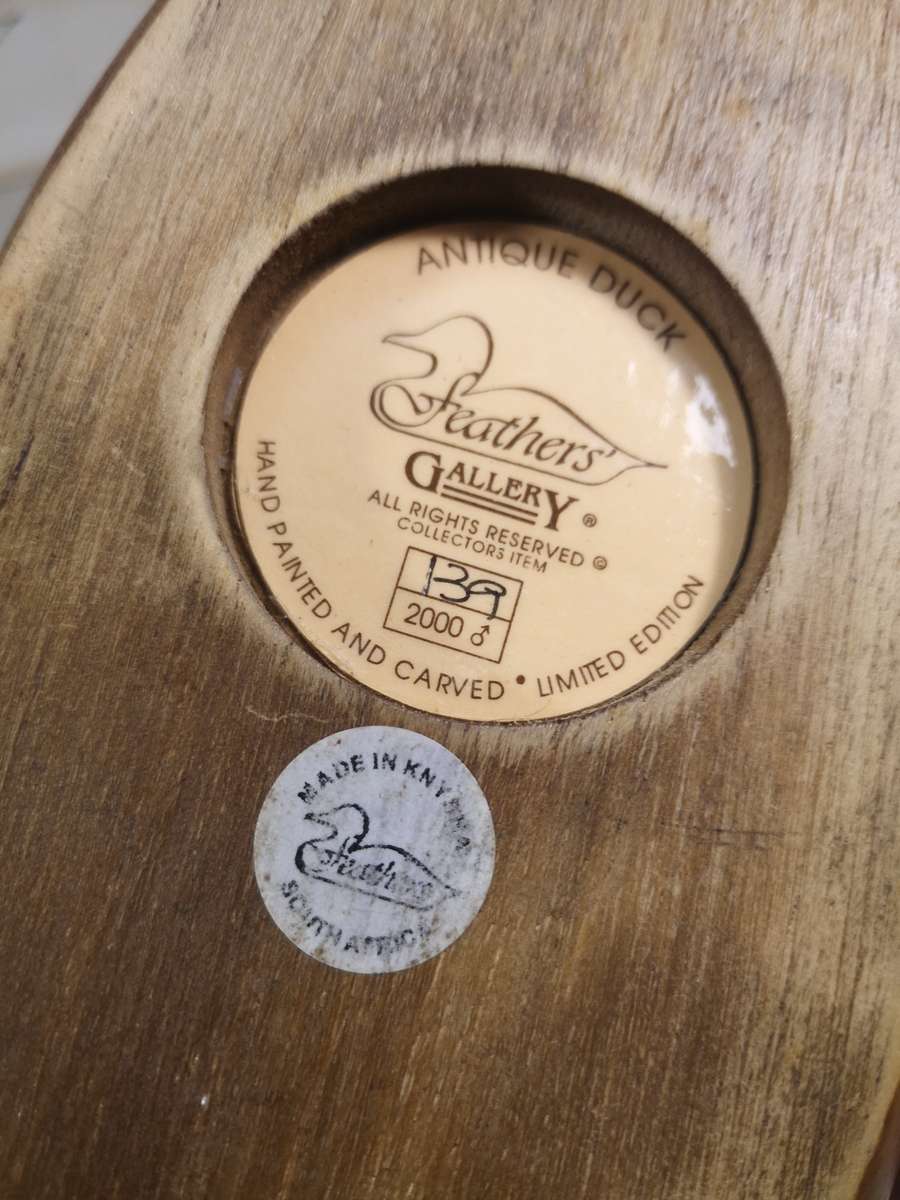 ANTIQUE DUCK
Feathers'
GALLERY ®
ALL RIGHTS RESERVED ©
COLLECTORS ITEM
139
2000 ♂
HAND PAINTED AND CARVED • LIMITED EDITION
MADE IN KNYSNA
Feathers
SOUTH AFRICA